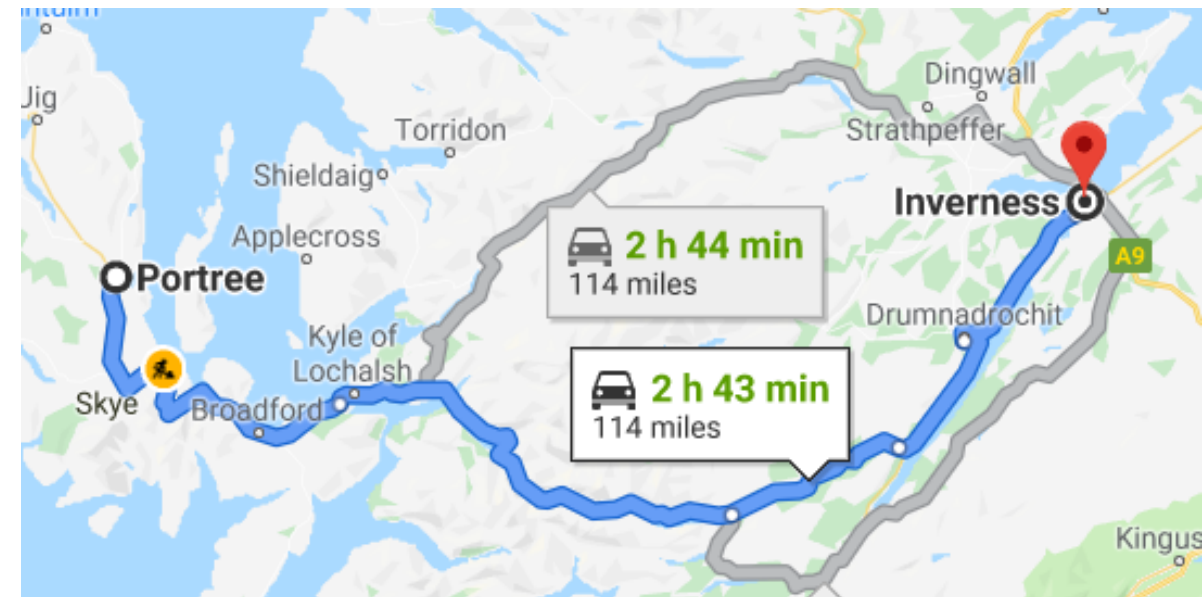 Jig
Torridon
Dingwall
Strathpeffer
Shieldaig
Inverness
Applecross
2 h 44 min
114 miles
A9
Portree
Drumnadrochit
Kyle of
Lochalsh
2 h 43 min
114 miles
Skye
Broadford
Kingus